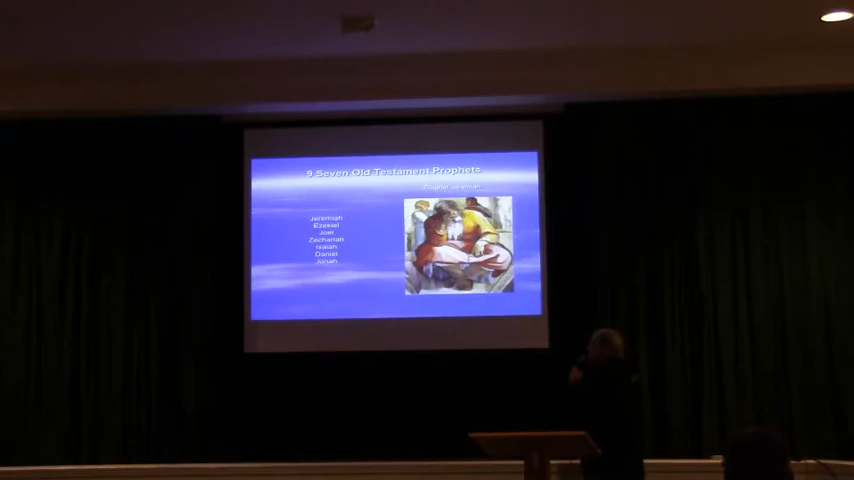 9 Seven Old Testament Prophets
Prophet Jeremiah
Jeremiah
Ezekiel
Joel
Zechariah
Isaiah
Daniel
Jonah